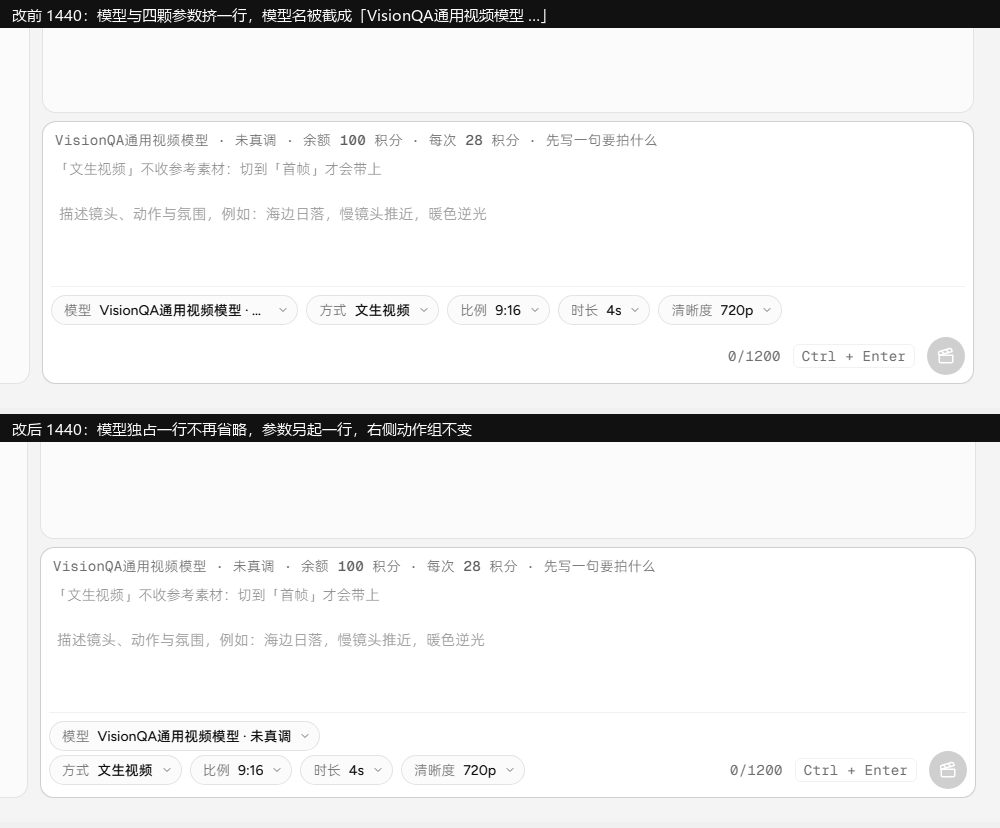 改前 1440：模型与四颗参数挤一行，模型名被截成「VisionQA通用视频模型 ...」
VisionQA通用视频模型 · 未真调 · 余额 100 积分 · 每次 28 积分 · 先写一句要拍什么
「文生视频」不收参考素材：切到「首帧」才会带上
描述镜头、动作与氛围，例如：海边日落，慢镜头推近，暖色逆光
模型 VisionQA通用视频模型 · ... 方式 文生视频 比例 9:16 时长 4s 清晰度 720p
0/1200 Ctrl + Enter
改后 1440：模型独占一行不再省略，参数另起一行，右侧动作组不变
VisionQA通用视频模型 · 未真调 · 余额 100 积分 · 每次 28 积分 · 先写一句要拍什么
「文生视频」不收参考素材：切到「首帧」才会带上
描述镜头、动作与氛围，例如：海边日落，慢镜头推近，暖色逆光
模型 VisionQA通用视频模型 · 未真调
方式 文生视频 比例 9:16 时长 4s 清晰度 720p 0/1200 Ctrl + Enter